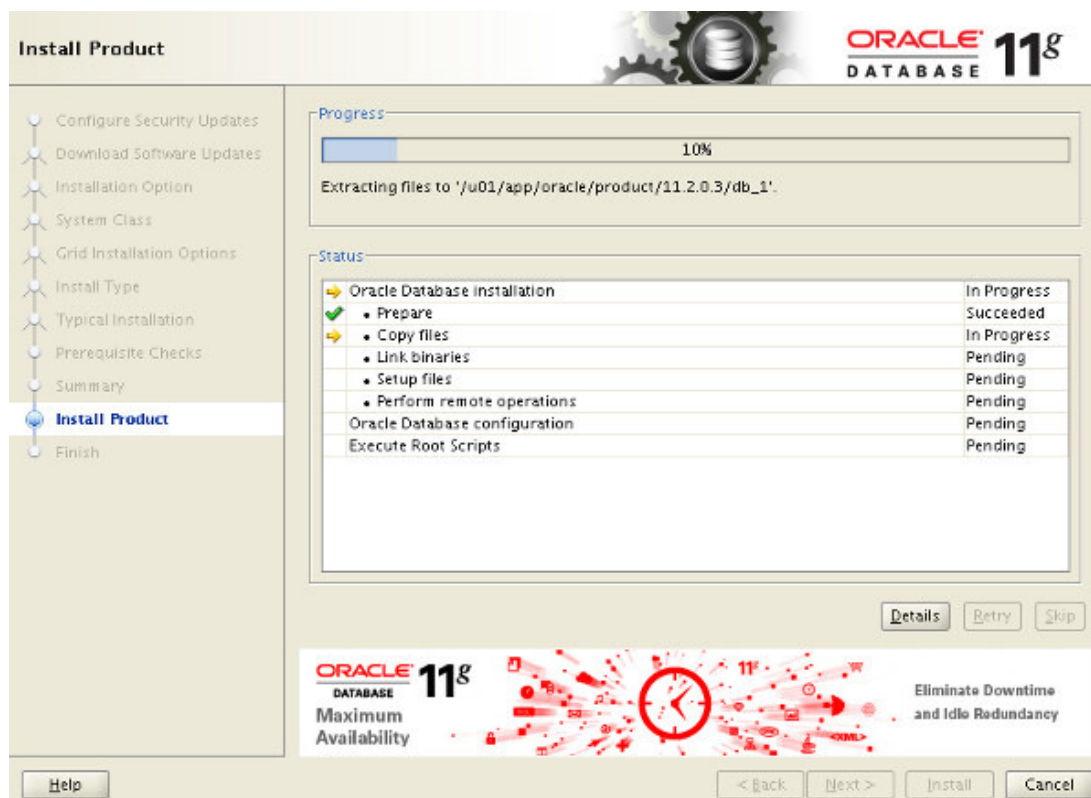 Install Product
ORACLE 11g
DATABASE
Configure Security Updates
Download Software Updates
Installation Option
System Class
Grid Installation Options
Install Type
Typical Installation
Prerequisite Checks
Summary
Install Product
Finish
Progress
10%
Extracting files to '/u01/app/oracle/product/11.2.0.3/db_1'.
Status
Oracle Database installation In Progress
• Prepare Succeeded
• Copy files In Progress
• Link binaries Pending
• Setup files Pending
• Perform remote operations Pending
Oracle Database configuration Pending
Execute Root Scripts Pending
Details Retry Skip
ORACLE 11g
DATABASE
Maximum
Availability
11g
<XML>
Eliminate Downtime
and Idle Redundancy
Help < Back Next > Install Cancel